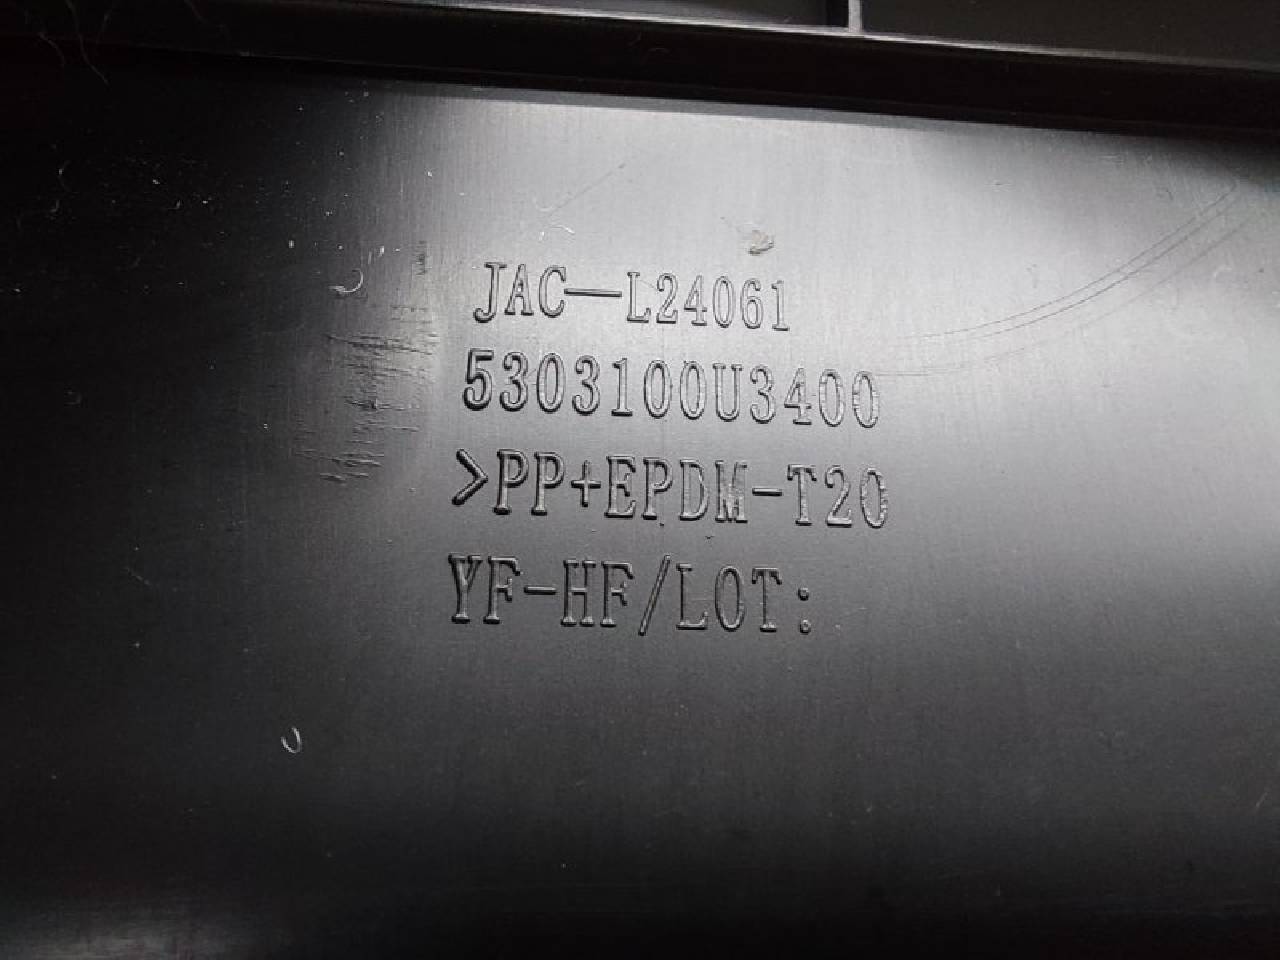 JAC-L24061
5303100U3400
>PP+EPDM-T20
YF-HF/LOT: